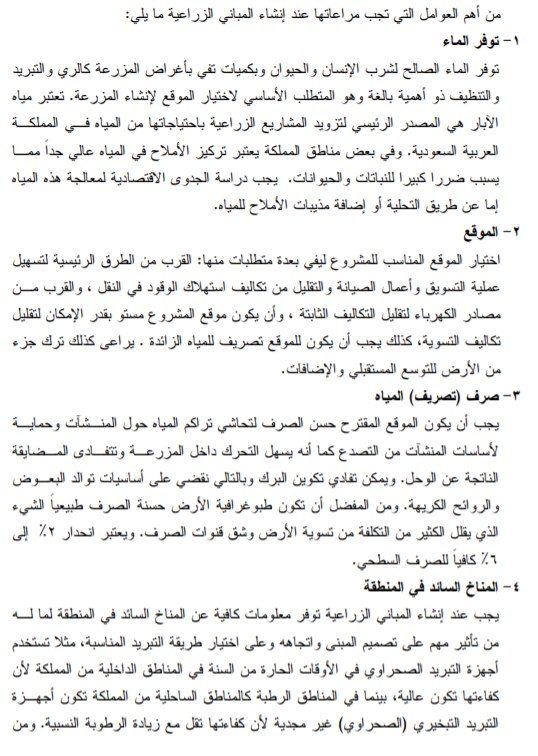 من أهم العوامل التي تجب مراعاتها عند إنشاء المباني الزراعية ما يلي:
١- توفر الماء
توفر الماء الصالح لشرب الإنسان والحيوان وبكميات تفي بأغراض المزرعة كالري والتبريد
والتنظيف ذو أهمية بالغة وهو المتطلب الأساسي لاختيار الموقع لإنشاء المزرعة. تعتبر مياه
الآبار هي المصدر الرئيسي لتزويد المشاريع الزراعية باحتياجاتها من المياه في المملكة
العربية السعودية. وفي بعض مناطق المملكة يعتبر تركيز الأملاح في المياه عالي جداً مما
يسبب ضررا كبيرا للنباتات والحيوانات. يجب دراسة الجدوى الاقتصادية لمعالجة هذه المياه
إما عن طريق التحلية أو إضافة مذيبات الأملاح للمياه.
٢- الموقع
اختيار الموقع المناسب للمشروع ليفي بعدة متطلبات منها: القرب من الطرق الرئيسية لتسهيل
عملية التسويق وأعمال الصيانة والتقليل من تكاليف استهلاك الوقود في النقل ، والقرب من
مصادر الكهرباء لتقليل التكاليف الثابتة ، وأن يكون موقع المشروع مستو بقدر الإمكان لتقليل
تكاليف التسوية، كذلك يجب أن يكون للموقع تصريف للمياه الزائدة . يراعى كذلك ترك جزء
من الأرض للتوسع المستقبلي والإضافات.
٣- صرف (تصريف) المياه
يجب أن يكون الموقع المقترح حسن الصرف لتحاشي تراكم المياه حول المنشآت وحماية
لأساسات المنشآت من التصدع كما أنه يسهل التحرك داخل المزرعة وتتفادى المضايقة
الناتجة عن الوحل. ويمكن تفادي تكوين البرك وبالتالي نقضي على أساسيات توالد البعوض
والروائح الكريهة. ومن المفضل أن تكون طبوغرافية الأرض حسنة الصرف طبيعياً الشيء
الذي يقلل الكثير من التكلفة من تسوية الأرض وشق قنوات الصرف. ويعتبر انحدار ٢٪ إلى
٦٪ كافياً للصرف السطحي.
٤- المناخ السائد في المنطقة
يجب عند إنشاء المباني الزراعية توفر معلومات كافية عن المناخ السائد في المنطقة لما له
من تأثير مهم على تصميم المبنى واتجاهه وعلى اختيار طريقة التبريد المناسبة، مثلا تستخدم
أجهزة التبريد الصحراوي في الأوقات الحارة من السنة في المناطق الداخلية من المملكة لأن
كفاءتها تكون عالية، بينما في المناطق الرطبة كالمناطق الساحلية من المملكة تكون أجهزة
التبريد التبخيري (الصحراوي) غير مجدية لأن كفاءتها تقل مع زيادة الرطوبة النسبية. ومن